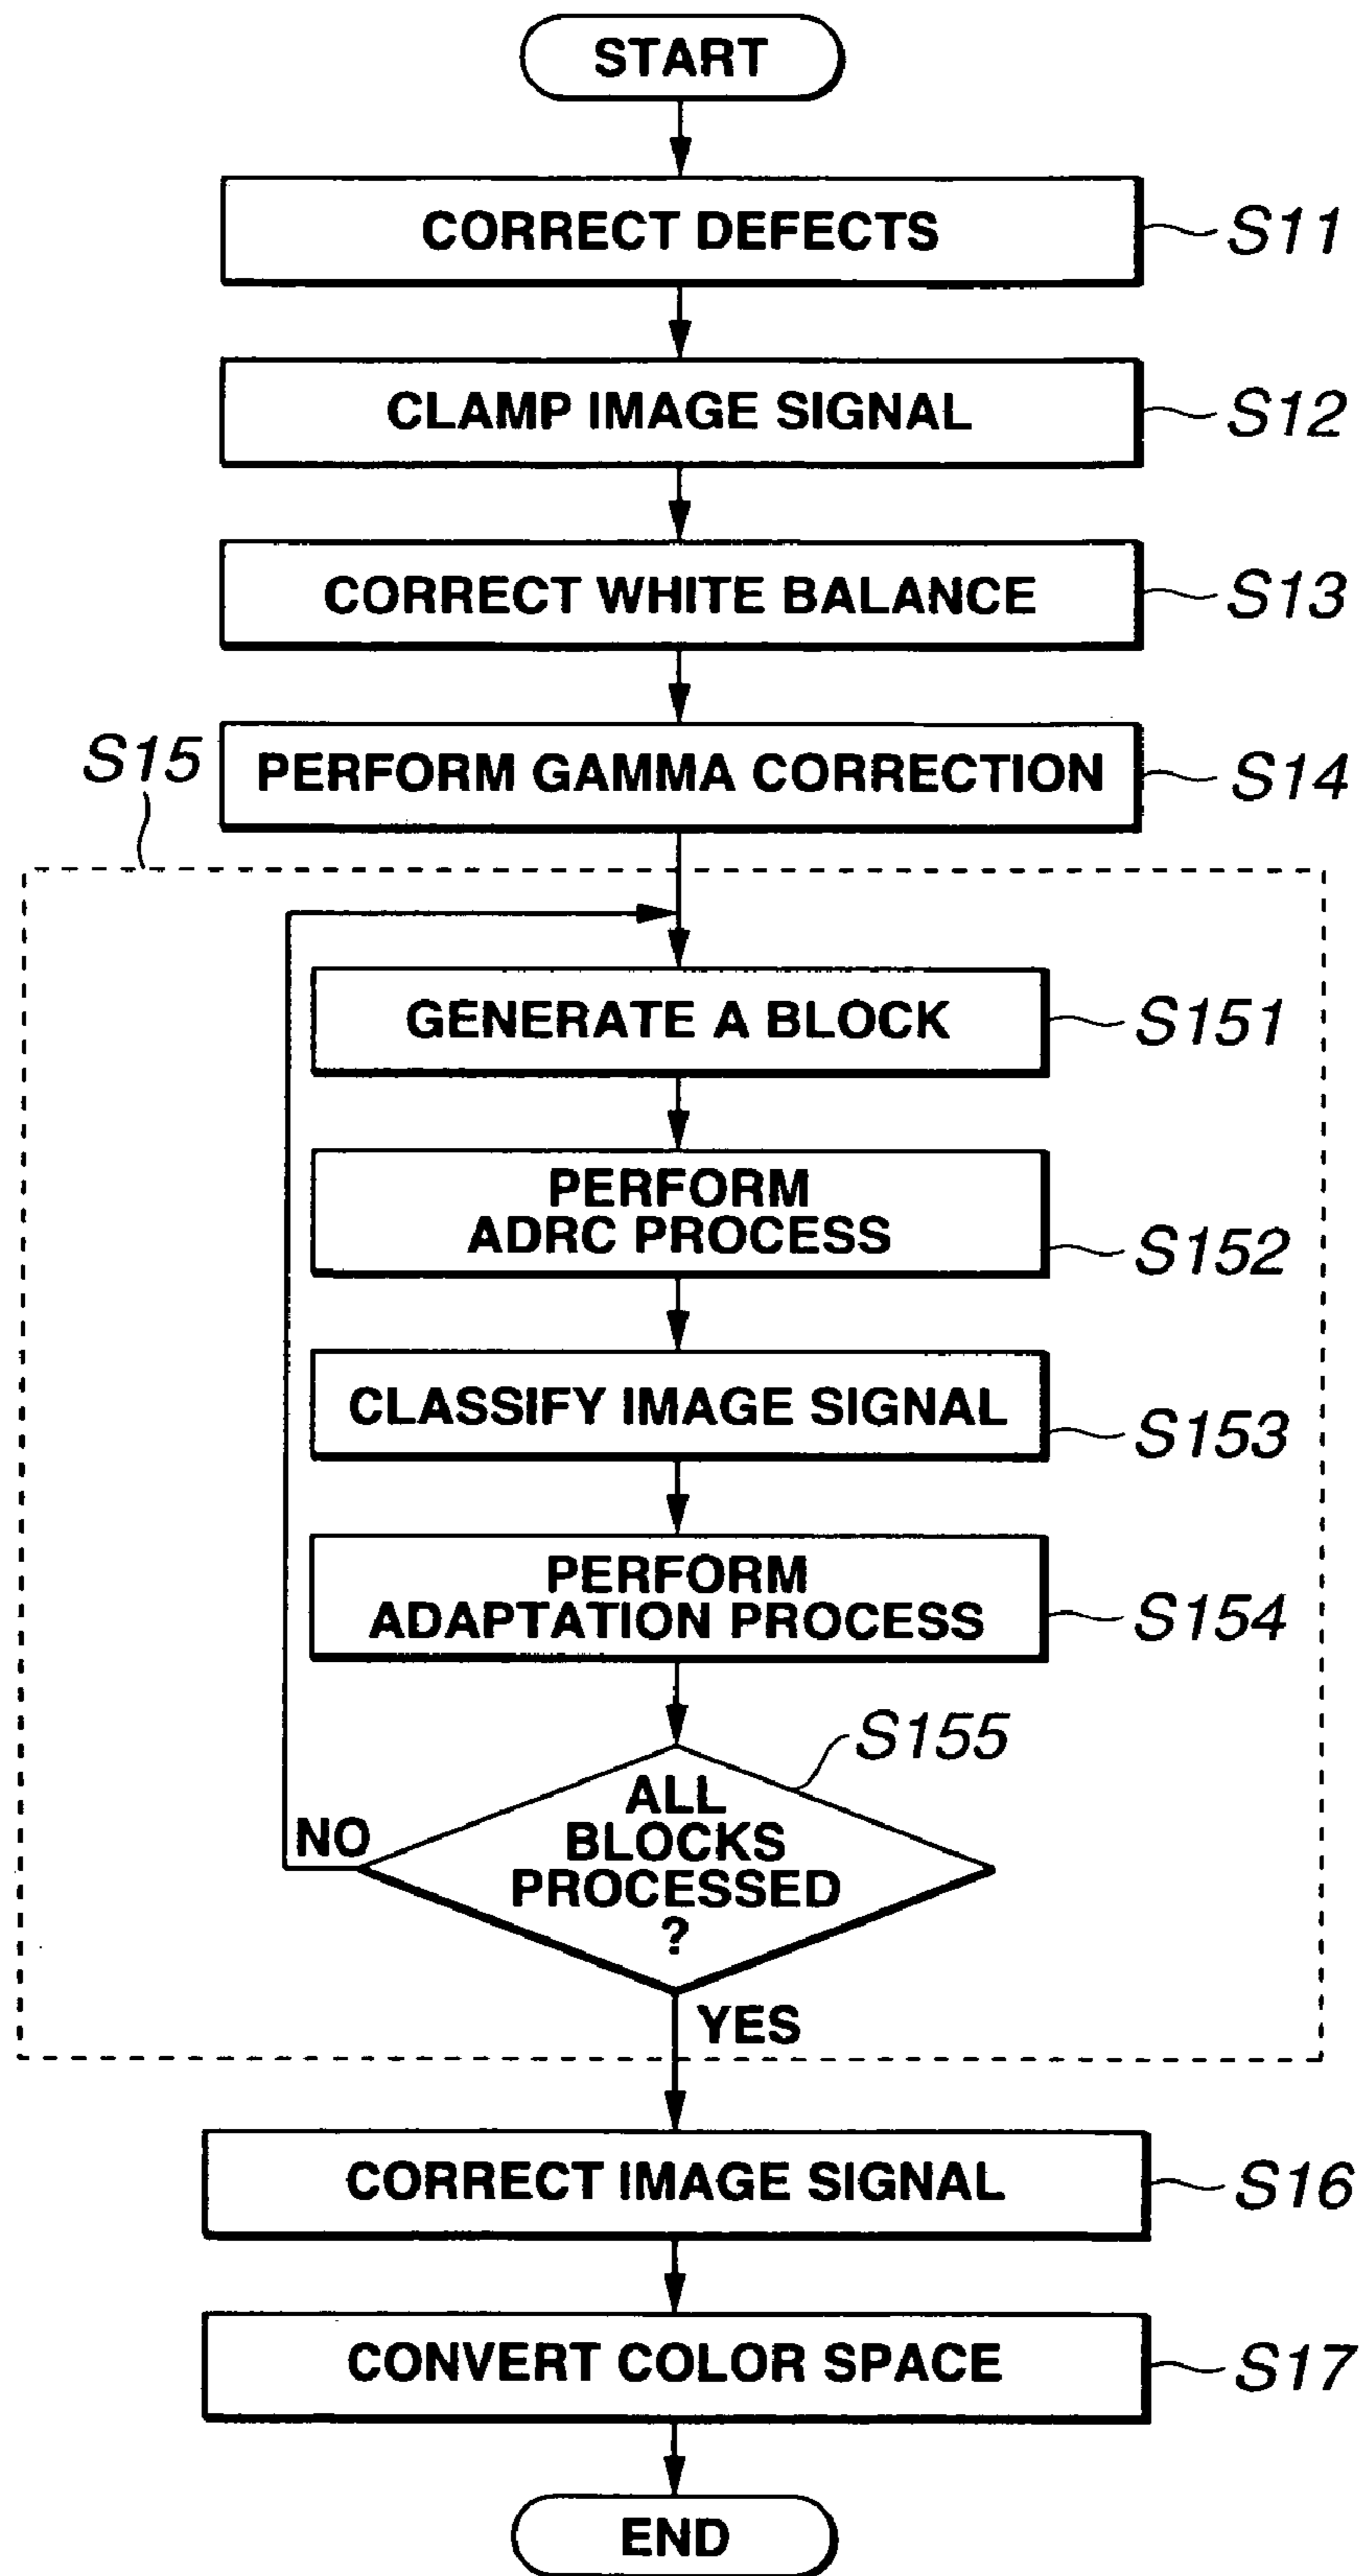 START
CORRECT DEFECTS
S11
CLAMP IMAGE SIGNAL
S12
CORRECT WHITE BALANCE
S13
S15
PERFORM GAMMA CORRECTION
S14
GENERATE A BLOCK
S151
PERFORM
ADRC PROCESS
S152
CLASSIFY IMAGE SIGNAL
S153
PERFORM
ADAPTATION PROCESS
S154
S155
ALL
BLOCKS
PROCESSED
?
NO
YES
CORRECT IMAGE SIGNAL
S16
CONVERT COLOR SPACE
S17
END